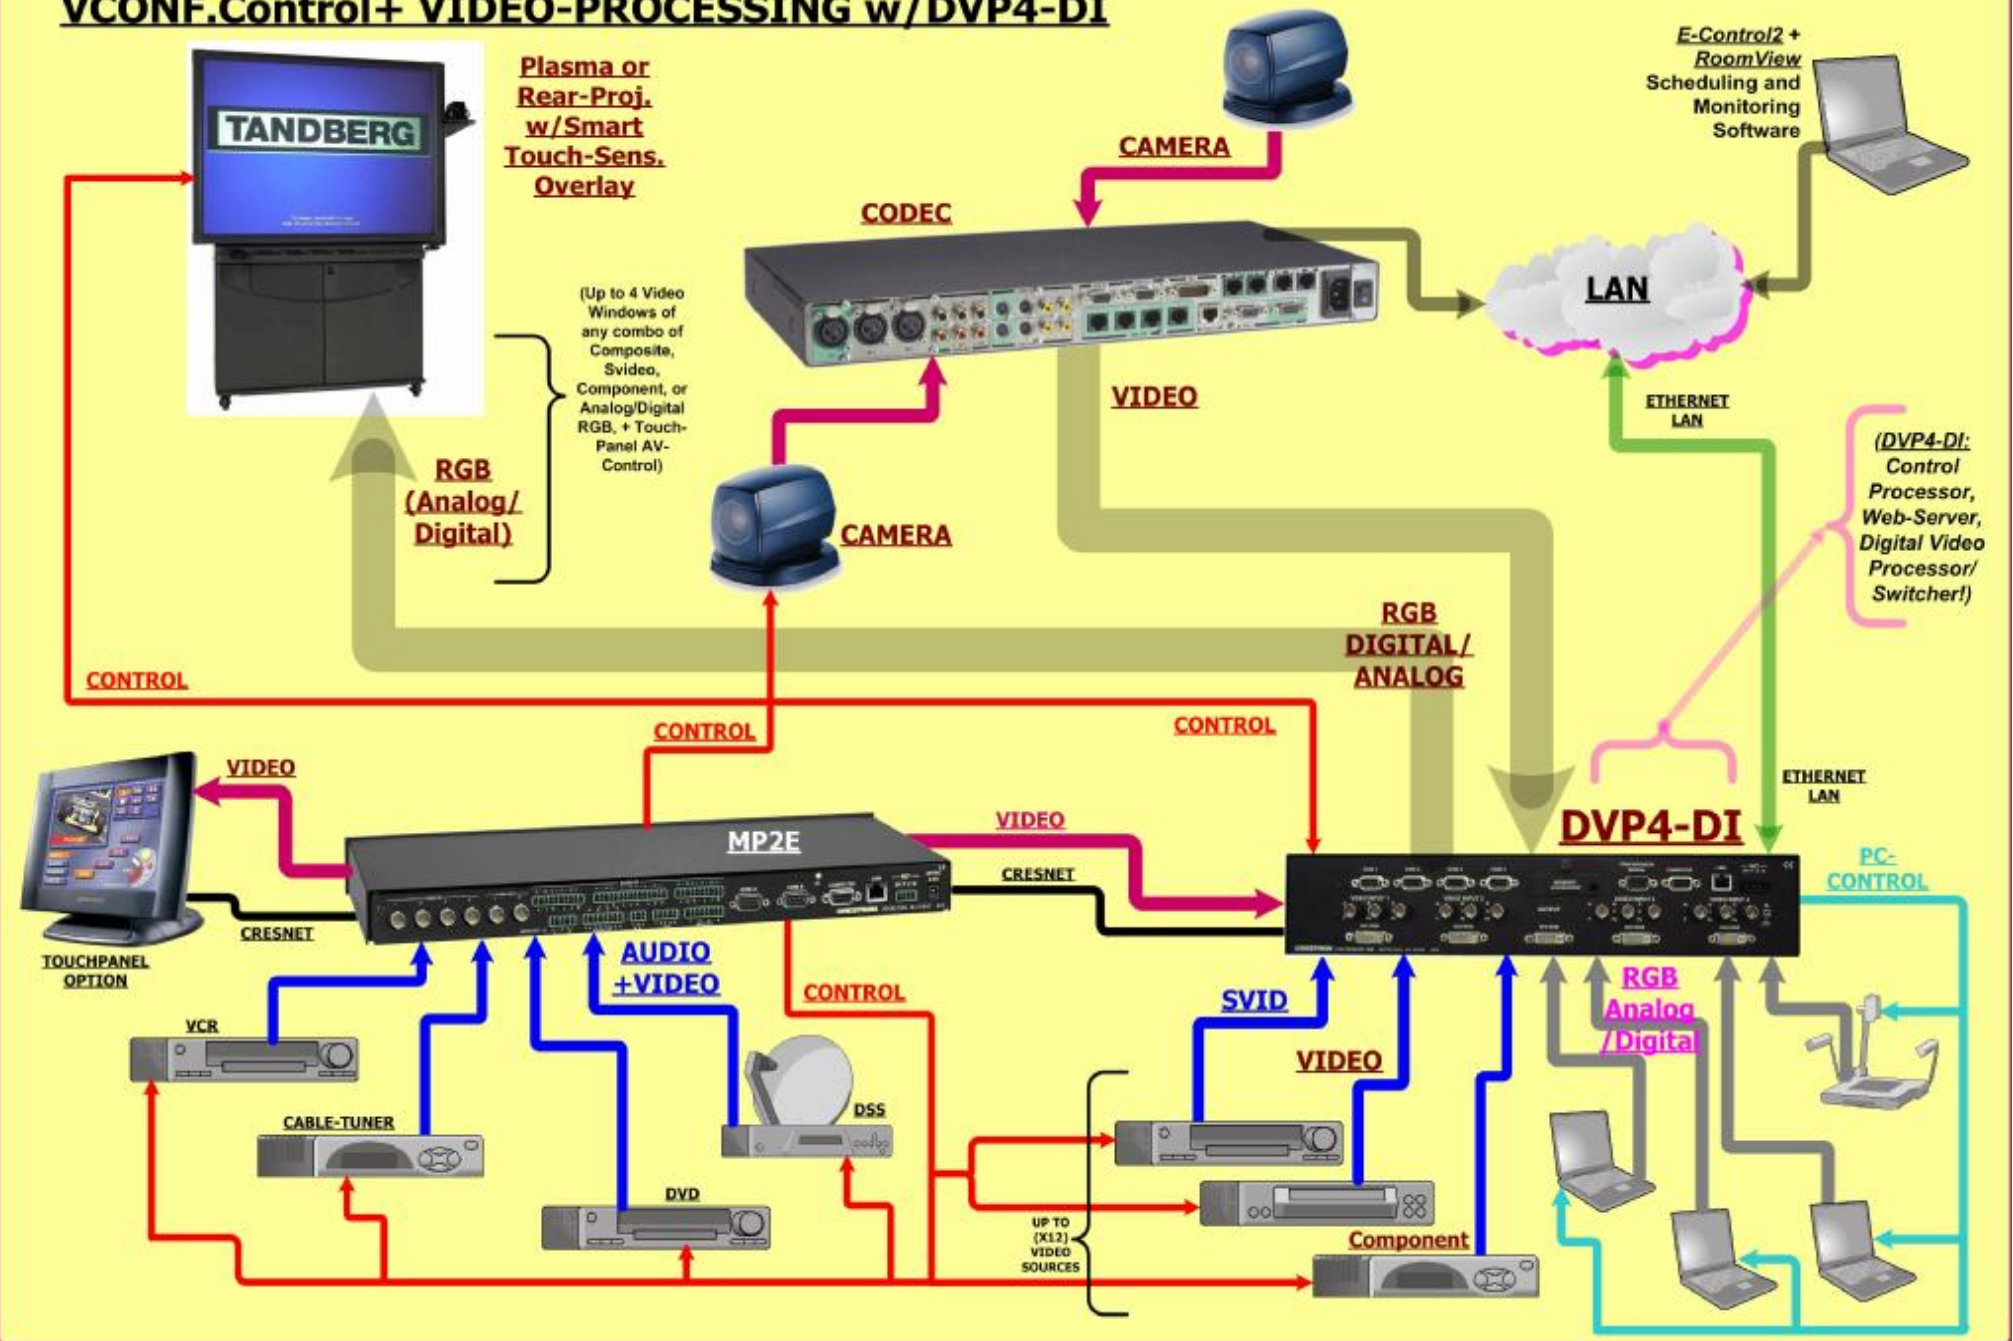 VCONF.Control+ VIDEO-PROCESSING w/DVP4-DI
TANDBERG
Plasma or
Rear-Proj.
w/Smart
Touch-Sens.
Overlay
CAMERA
E-Control2 +
RoomView
Scheduling and
Monitoring
Software
CODEC
LAN
(Up to 4 Video
Windows of
any combo of
Composite,
Svideo,
Component, or
Analog/Digital
RGB, + Touch-
Panel AV-
Control)
VIDEO
ETHERNET
LAN
(DVP4-DI:
Control
Processor,
Web-Server,
Digital Video
Processor/
Switcher!)
RGB
(Analog/
Digital)
CAMERA
RGB
DIGITAL/
ANALOG
CONTROL
CONTROL
CONTROL
VIDEO
ETHERNET
LAN
MP2E
VIDEO
DVP4-DI
CRESNET
PC-
CONTROL
CRESNET
TOUCHPANEL
OPTION
AUDIO
+VIDEO
CONTROL
SVID
RGB
Analog
/Digital
VCR
VIDEO
CABLE-TUNER
DSS
DVD
UP TO
(X12)
VIDEO
SOURCES
Component